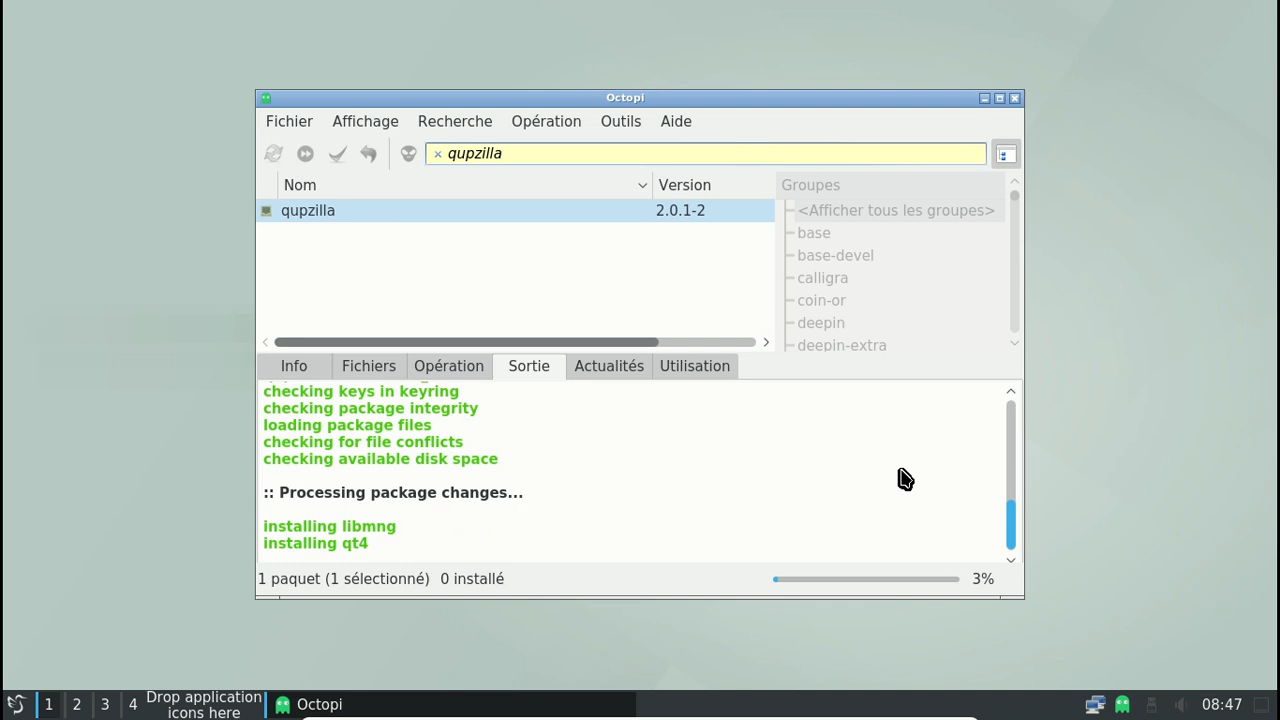 Octopi
Fichier Affichage Recherche Opération Outils Aide
qupzilla
Nom Version Groupes
qupzilla 2.0.1-2
<Afficher tous les groupes>
base
base-devel
calligra
coin-or
deepin
deepin-extra
Info Fichiers Opération Sortie Actualités Utilisation
checking keys in keyring
checking package integrity
loading package files
checking for file conflicts
checking available disk space
:: Processing package changes...
installing libmng
installing qt4
1 paquet (1 sélectionné) 0 installé 3%
1 2 3 4 Drop application
icons here
Octopi 08:47